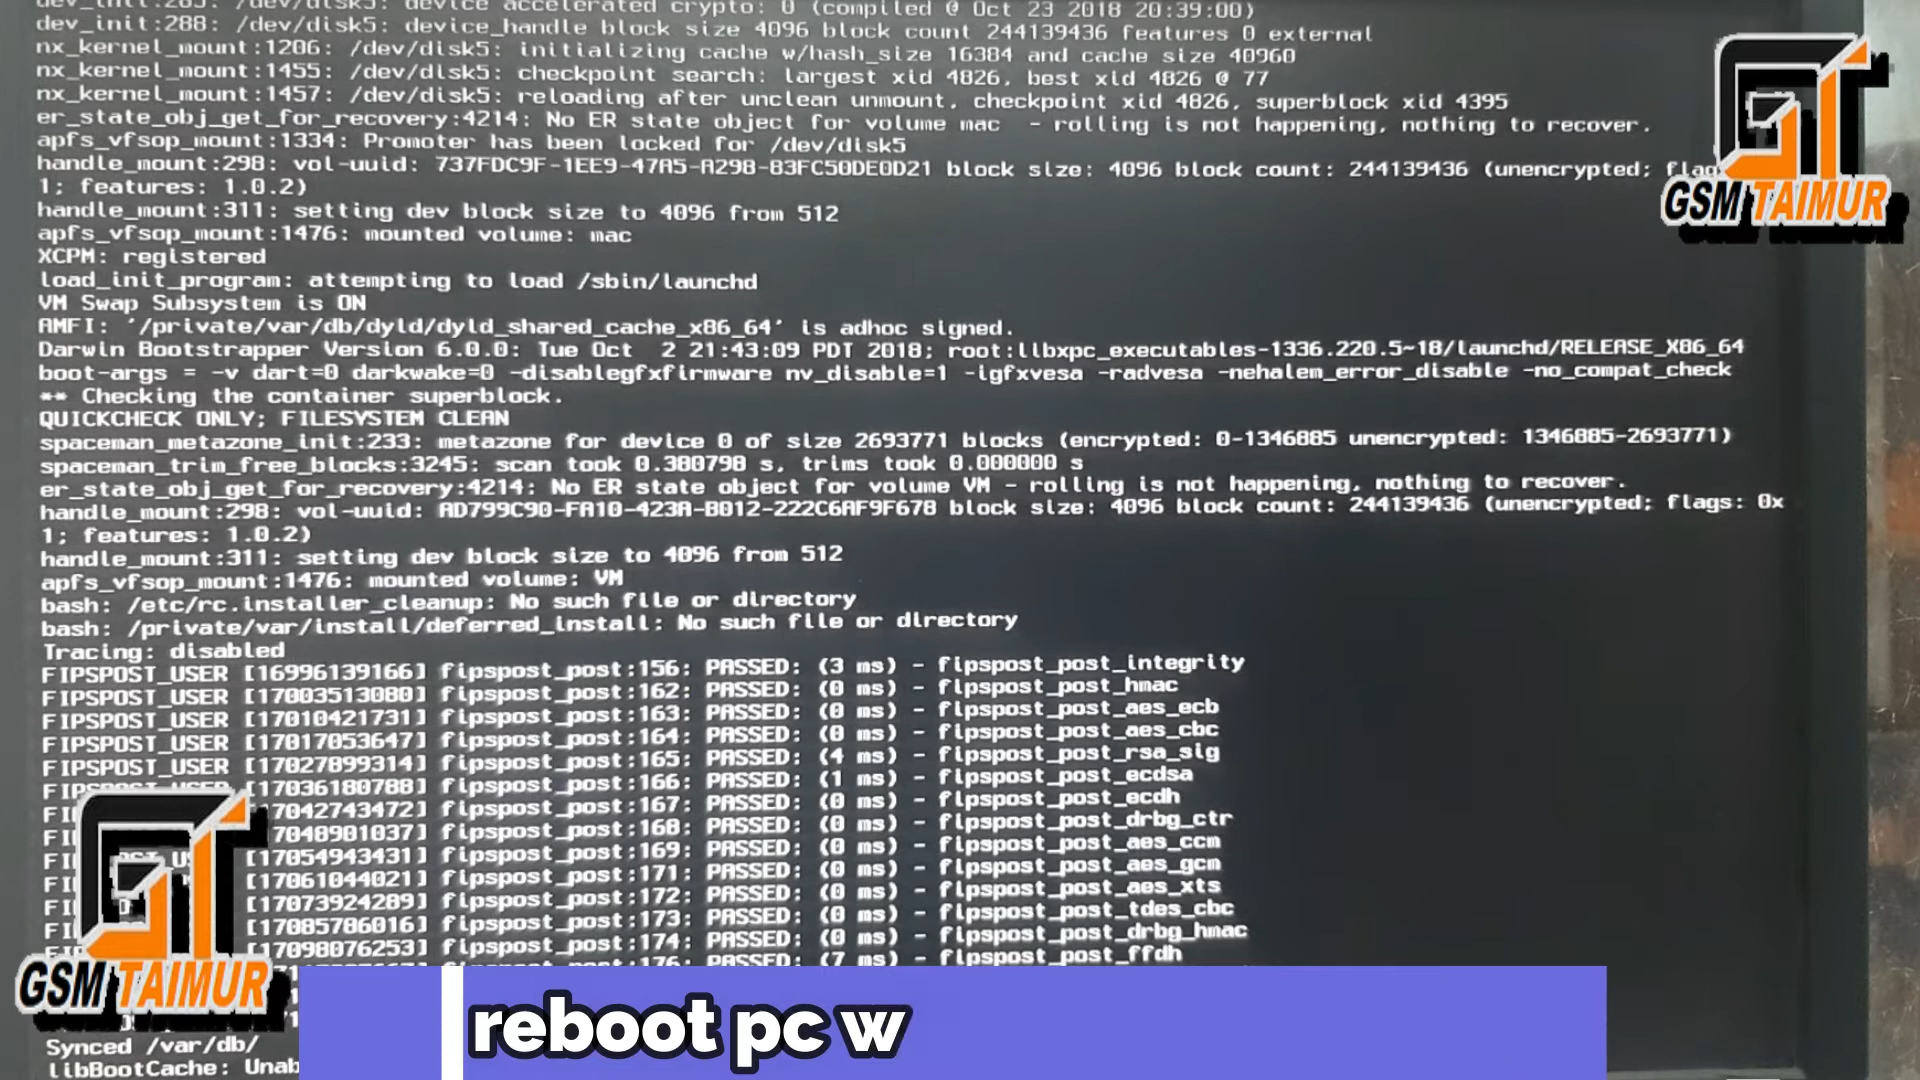 dev_init:285: /dev/disk5: device accelerated crypto: 0 (compiled @ Oct 23 2018 20:39:00)
dev_init:288: /dev/disk5: device_handle block size 4096 block count 244139436 features 0 external
nx_kernel_mount:1206: /dev/disk5: initializing cache w/hash_size 16384 and cache size 40960
nx_kernel_mount:1455: /dev/disk5: checkpoint search: largest xid 4826, best xid 4826 @ 77
nx_kernel_mount:1457: /dev/disk5: reloading after unclean unmount, checkpoint xid 4826, superblock xid 4395
er_state_obj_get_for_recovery:4214: No ER state object for volume mac - rolling is not happening, nothing to recover.
apfs_vfsop_mount:1334: Promoter has been locked for /dev/disk5
handle_mount:298: vol-uuid: 737FDC9F-1EE9-47A5-A298-83FC50DE0D21 block size: 4096 block count: 244139436 (unencrypted; flag
1; features: 1.0.2)
GSM TAIMUR
handle_mount:311: setting dev block size to 4096 from 512
apfs_vfsop_mount:1476: mounted volume: mac
XCPM: registered
load_init_program: attempting to load /sbin/launchd
VM Swap Subsystem is ON
AMFI: '/private/var/db/dyld/dyld_shared_cache_x86_64' is adhoc signed.
Darwin Bootstrapper Version 6.0.0: Tue Oct 2 21:43:09 PDT 2018; root:libxpc_executables-1336.220.5~18/launchd/RELEASE_X86_64
boot-args = -v dart=0 darkwake=0 -disablegfxfirmware nv_disable=1 -igfxvesa -radvesa -nehalem_error_disable -no_compat_check
** Checking the container superblock.
QUICKCHECK ONLY; FILESYSTEM CLEAN
spaceman_metazone_init:233: metazone for device 0 of size 2693771 blocks (encrypted: 0-1346885 unencrypted: 1346885-2693771)
spaceman_trim_free_blocks:3245: scan took 0.380798 s, trims took 0.000000 s
er_state_obj_get_for_recovery:4214: No ER state object for volume VM - rolling is not happening, nothing to recover.
handle_mount:298: vol-uuid: AD799C90-FA10-423A-B012-222C6AF9F678 block size: 4096 block count: 244139436 (unencrypted; flags: 0x
1; features: 1.0.2)
handle_mount:311: setting dev block size to 4096 from 512
apfs_vfsop_mount:1476: mounted volume: VM
bash: /etc/rc.installer_cleanup: No such file or directory
bash: /private/var/install/deferred_install: No such file or directory
Tracing: disabled
FIPSPOST_USER [16996139166] fipspost_post:156: PASSED: (3 ms) - fipspost_post_integrity
FIPSPOST_USER [17003513080] fipspost_post:162: PASSED: (0 ms) - fipspost_post_hmac
FIPSPOST_USER [17010421731] fipspost_post:163: PASSED: (0 ms) - fipspost_post_aes_ecb
FIPSPOST_USER [17017053647] fipspost_post:164: PASSED: (0 ms) - fipspost_post_aes_cbc
FIPSPOST_USER [17027899314] fipspost_post:165: PASSED: (4 ms) - fipspost_post_rsa_sig
FIPSPOST_USER [17036180788] fipspost_post:166: PASSED: (1 ms) - fipspost_post_ecdsa
FI 17042743472] fipspost_post:167: PASSED: (0 ms) - fipspost_post_ecdh
FI 17048901037] fipspost_post:168: PASSED: (0 ms) - fipspost_post_drbg_ctr
FI [17054943431] fipspost_post:169: PASSED: (0 ms) - fipspost_post_aes_ccm
FI [17061044021] fipspost_post:171: PASSED: (0 ms) - fipspost_post_aes_gcm
FI [17073924289] fipspost_post:172: PASSED: (0 ms) - fipspost_post_aes_xts
FI [17085786016] fipspost_post:173: PASSED: (0 ms) - fipspost_post_tdes_cbc
[17098076253] fipspost_post:174: PASSED: (0 ms) - fipspost_post_drbg_hmac
fipspost_post:176: PASSED: (7 ms) - fipspost_post_ffdh
GSM TAIMUR
reboot pc w
Synced /var/db/
libBootCache: Unab